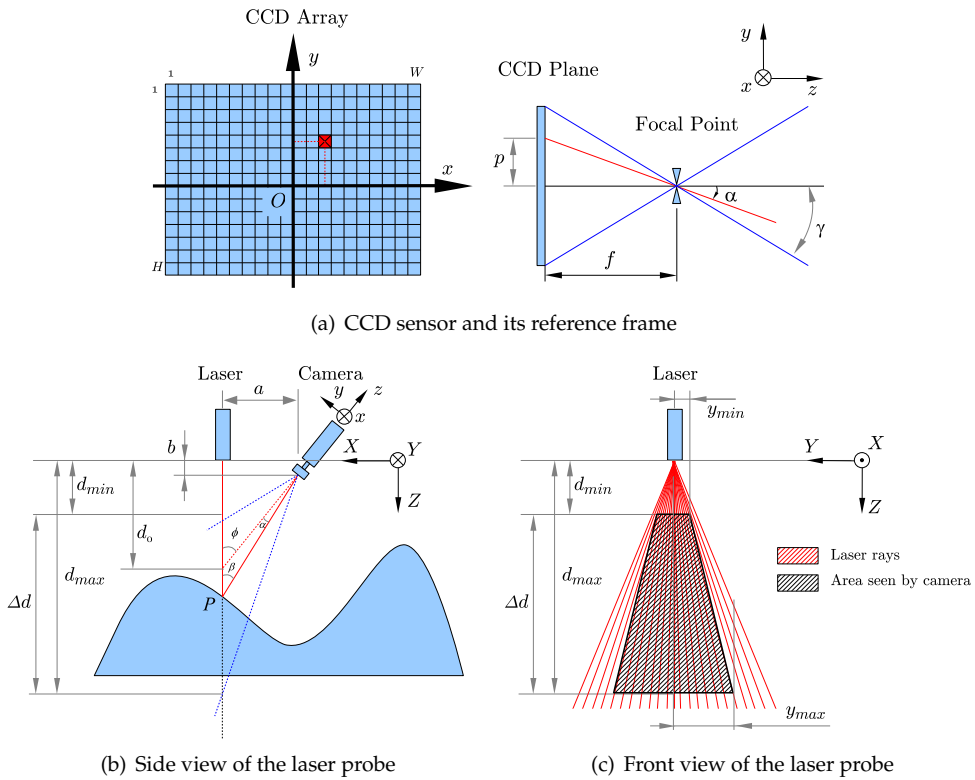 CCD Array
y
1
W
1
x
O
H
CCD Plane
y
x
z
Focal Point
p
α
γ
f
(a) CCD sensor and its reference frame
Laser
Camera
a
y
z
x
b
X
Y
Z
d_min
d_o
d_max
Δd
ϕ
α
β
P
(b) Side view of the laser probe
Laser
y_min
Y
X
Z
d_min
d_max
Δd
Laser rays
Area seen by camera
y_max
(c) Front view of the laser probe